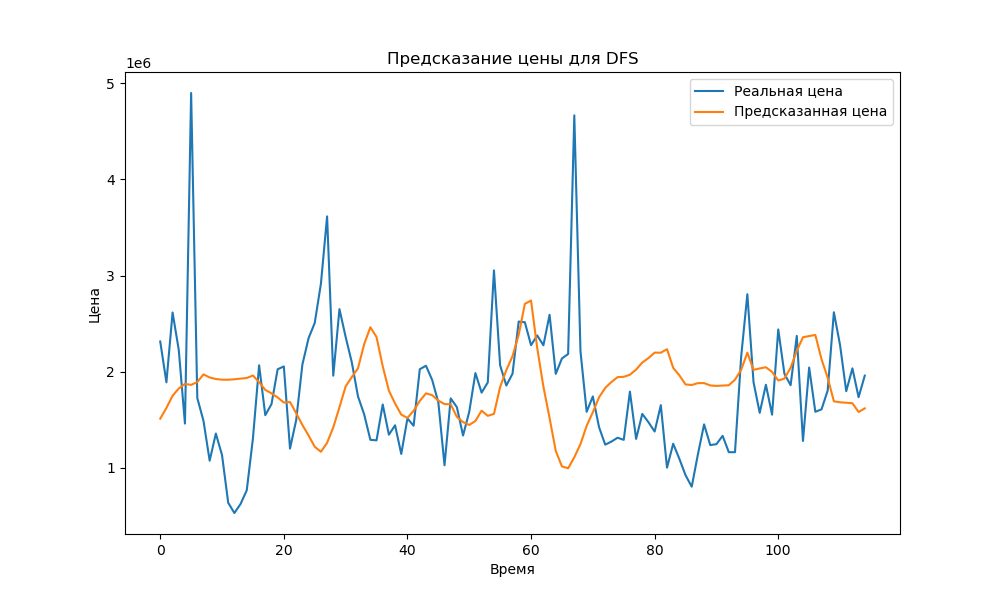 Предсказание цены для DFS
1e6
Реальная цена
Предсказанная цена
5
4
3
2
1
Цена
0 20 40 60 80 100
Время